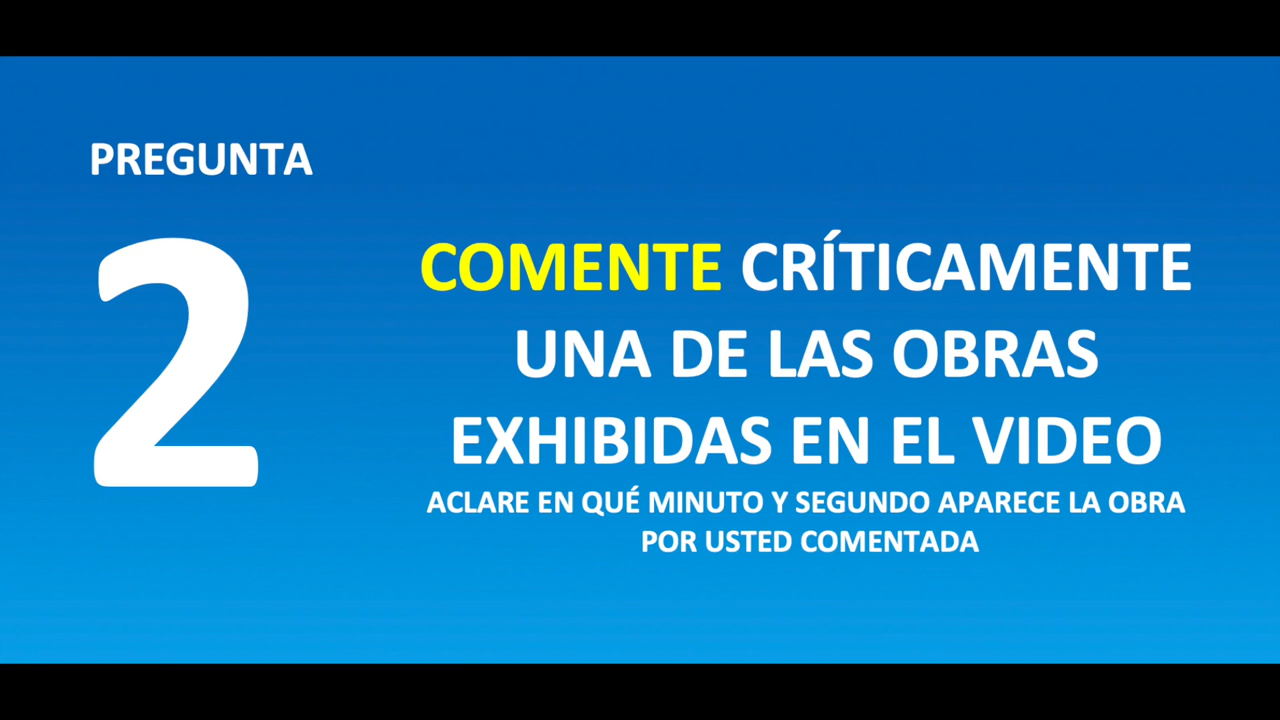 PREGUNTA
2
COMENTE CRÍTICAMENTE
UNA DE LAS OBRAS
EXHIBIDAS EN EL VIDEO
ACLARE EN QUÉ MINUTO Y SEGUNDO APARECE LA OBRA
POR USTED COMENTADA